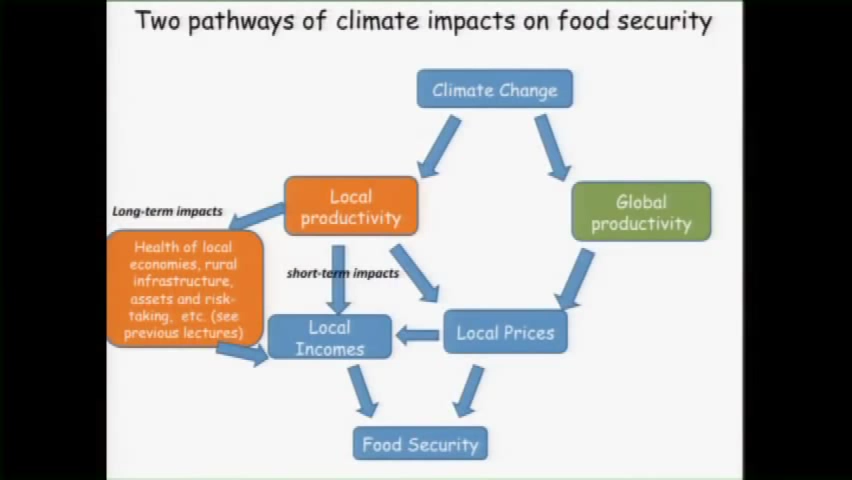 Two pathways of climate impacts on food security
Climate Change
Local
productivity
Global
productivity
Long-term impacts
Health of local
economies, rural
infrastructure,
assets and risk-
taking, etc. (see
previous lectures)
short-term impacts
Local
Incomes
Local Prices
Food Security